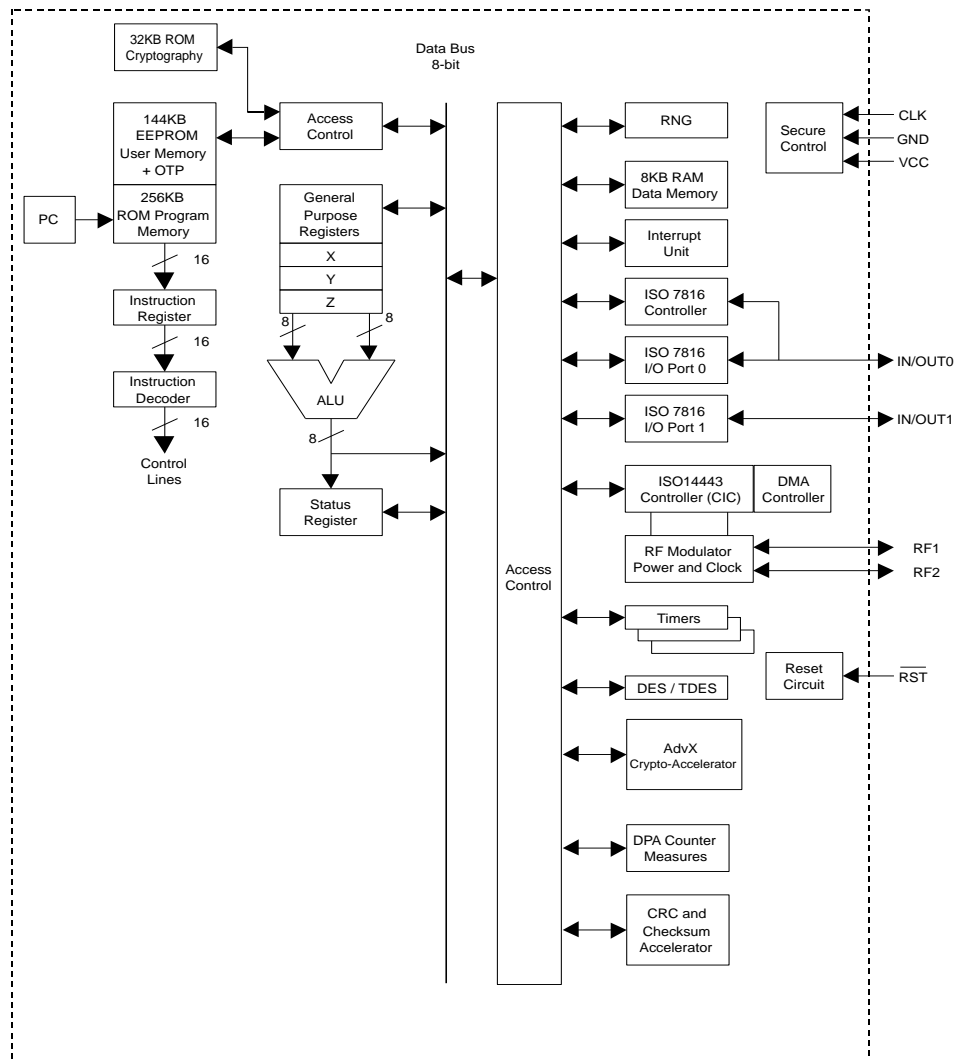 32KB ROM
Cryptography
Data Bus
8-bit
144KB
EEPROM
User Memory
+ OTP
Access
Control
RNG
Secure
Control
CLK
GND
VCC
PC
256KB
ROM Program
Memory
General
Purpose
Registers
X
Y
Z
8KB RAM
Data Memory
Interrupt
Unit
16
Instruction
Register
8
8
ISO 7816
Controller
16
ISO 7816
I/O Port 0
IN/OUT0
Instruction
Decoder
ALU
16
8
ISO 7816
I/O Port 1
IN/OUT1
Control
Lines
Status
Register
ISO14443
Controller (CIC)
DMA
Controller
RF Modulator
Power and Clock
RF1
RF2
Access
Control
Timers
Reset
Circuit
RST
DES / TDES
AdvX
Crypto-Accelerator
DPA Counter
Measures
CRC and
Checksum
Accelerator